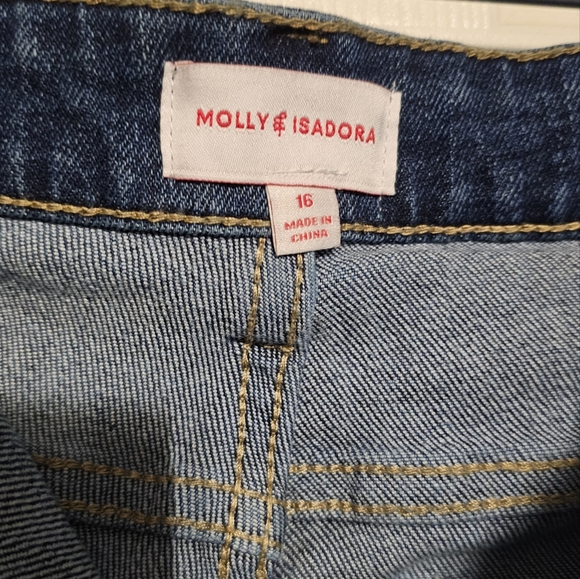 MOLLY & ISADORA
16
MADE IN
CHINA